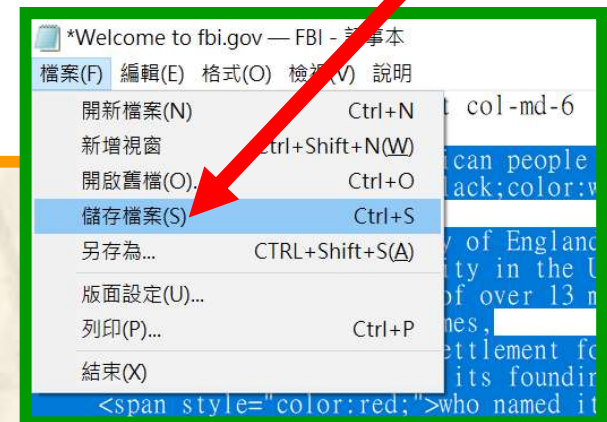 *Welcome to fbi.gov — FBI - 記事本
檔案(F) 編輯(E) 格式(O) 檢視(V) 說明
開新檔案(N) Ctrl+N
col-md-6
新增視窗 Ctrl+Shift+N(W)
ican people
開啟舊檔(O)... Ctrl+O
lack;color:w
儲存檔案(S) Ctrl+S
另存為... CTRL+Shift+S(A)
of England
ity in the U
版面設定(U)...
of over 13 m
列印(P)... Ctrl+P
mes,
ettlement fo
結束(X)
its foundin
<span style="color:red;">who named it